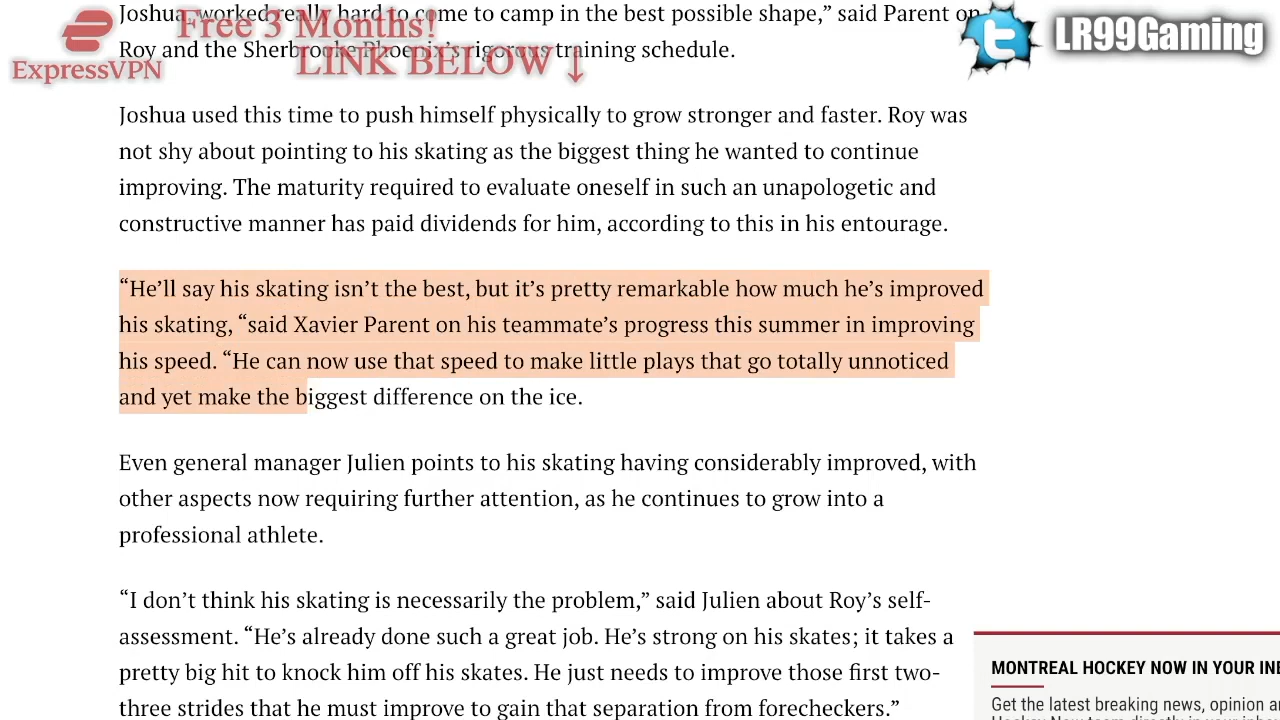 Joshua, worked really hard to come to camp in the best possible shape,” said Parent on
Roy and the Sherbrooke Phoenix’s rigorous training schedule.
Free 3 Months!
LINK BELOW ↓
ExpressVPN
LR99Gaming
Joshua used this time to push himself physically to grow stronger and faster. Roy was
not shy about pointing to his skating as the biggest thing he wanted to continue
improving. The maturity required to evaluate oneself in such an unapologetic and
constructive manner has paid dividends for him, according to this in his entourage.
“He’ll say his skating isn’t the best, but it’s pretty remarkable how much he’s improved
his skating, “said Xavier Parent on his teammate’s progress this summer in improving
his speed. “He can now use that speed to make little plays that go totally unnoticed
and yet make the biggest difference on the ice.
Even general manager Julien points to his skating having considerably improved, with
other aspects now requiring further attention, as he continues to grow into a
professional athlete.
“I don’t think his skating is necessarily the problem,” said Julien about Roy’s self-
assessment. “He’s already done such a great job. He’s strong on his skates; it takes a
pretty big hit to knock him off his skates. He just needs to improve those first two-
three strides that he must improve to gain that separation from forecheckers.”
MONTREAL HOCKEY NOW IN YOUR
Get the latest breaking news, opinion